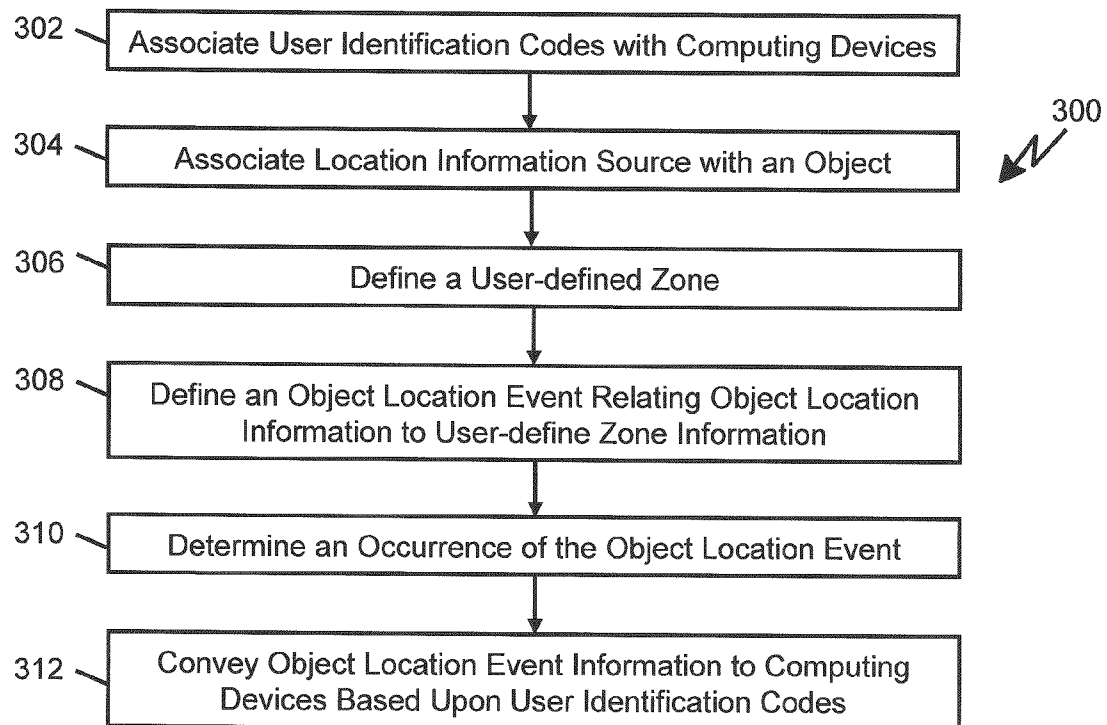 302
Associate User Identification Codes with Computing Devices
300
304
Associate Location Information Source with an Object
306
Define a User-defined Zone
308
Define an Object Location Event Relating Object Location
Information to User-define Zone Information
310
Determine an Occurrence of the Object Location Event
312
Convey Object Location Event Information to Computing
Devices Based Upon User Identification Codes